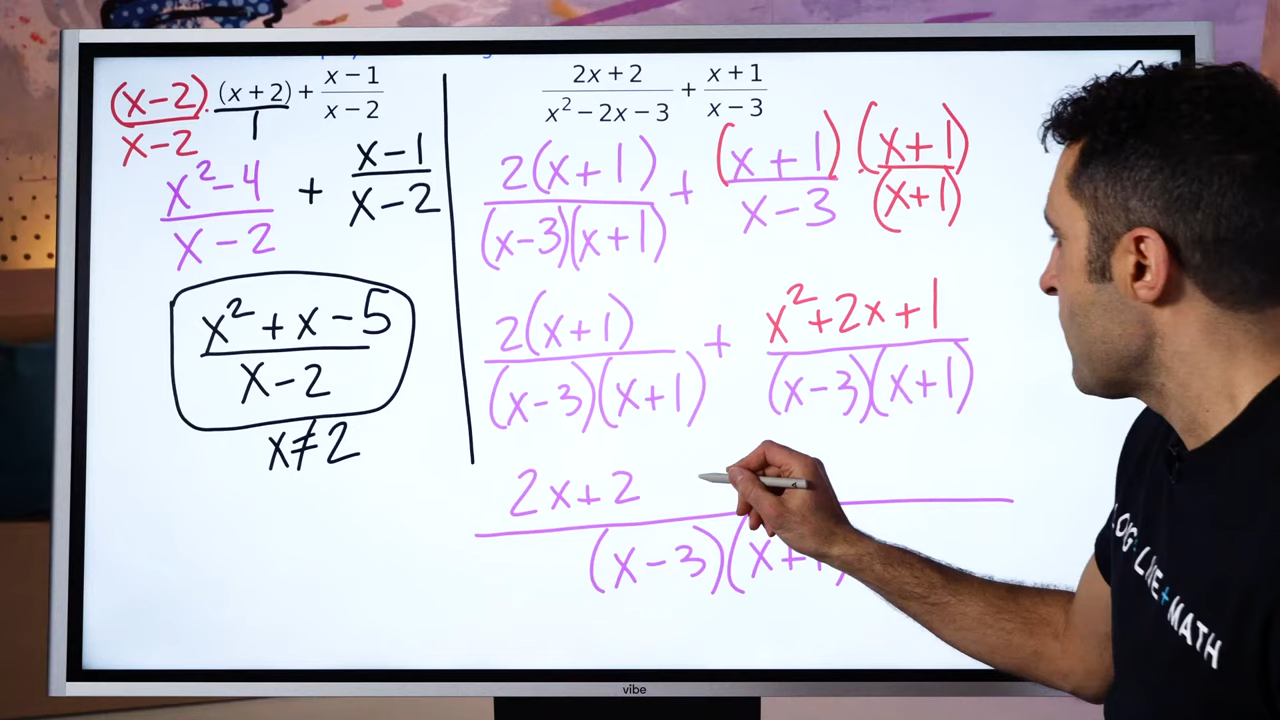 (x-2)/(x-2) · (x+2)/1 + (x-1)/(x-2)
(x²-4)/(x-2) + (x-1)/(x-2)
(x²+x-5)/(x-2)
x≠2
(2x+2)/(x²-2x-3) + (x+1)/(x-3)
2(x+1)/((x-3)(x+1)) + (x+1)/(x-3) · (x+1)/(x+1)
2(x+1)/((x-3)(x+1)) + (x²+2x+1)/((x-3)(x+1))
2x+2
(x-3)(x+
vibe
LIVE+MATH